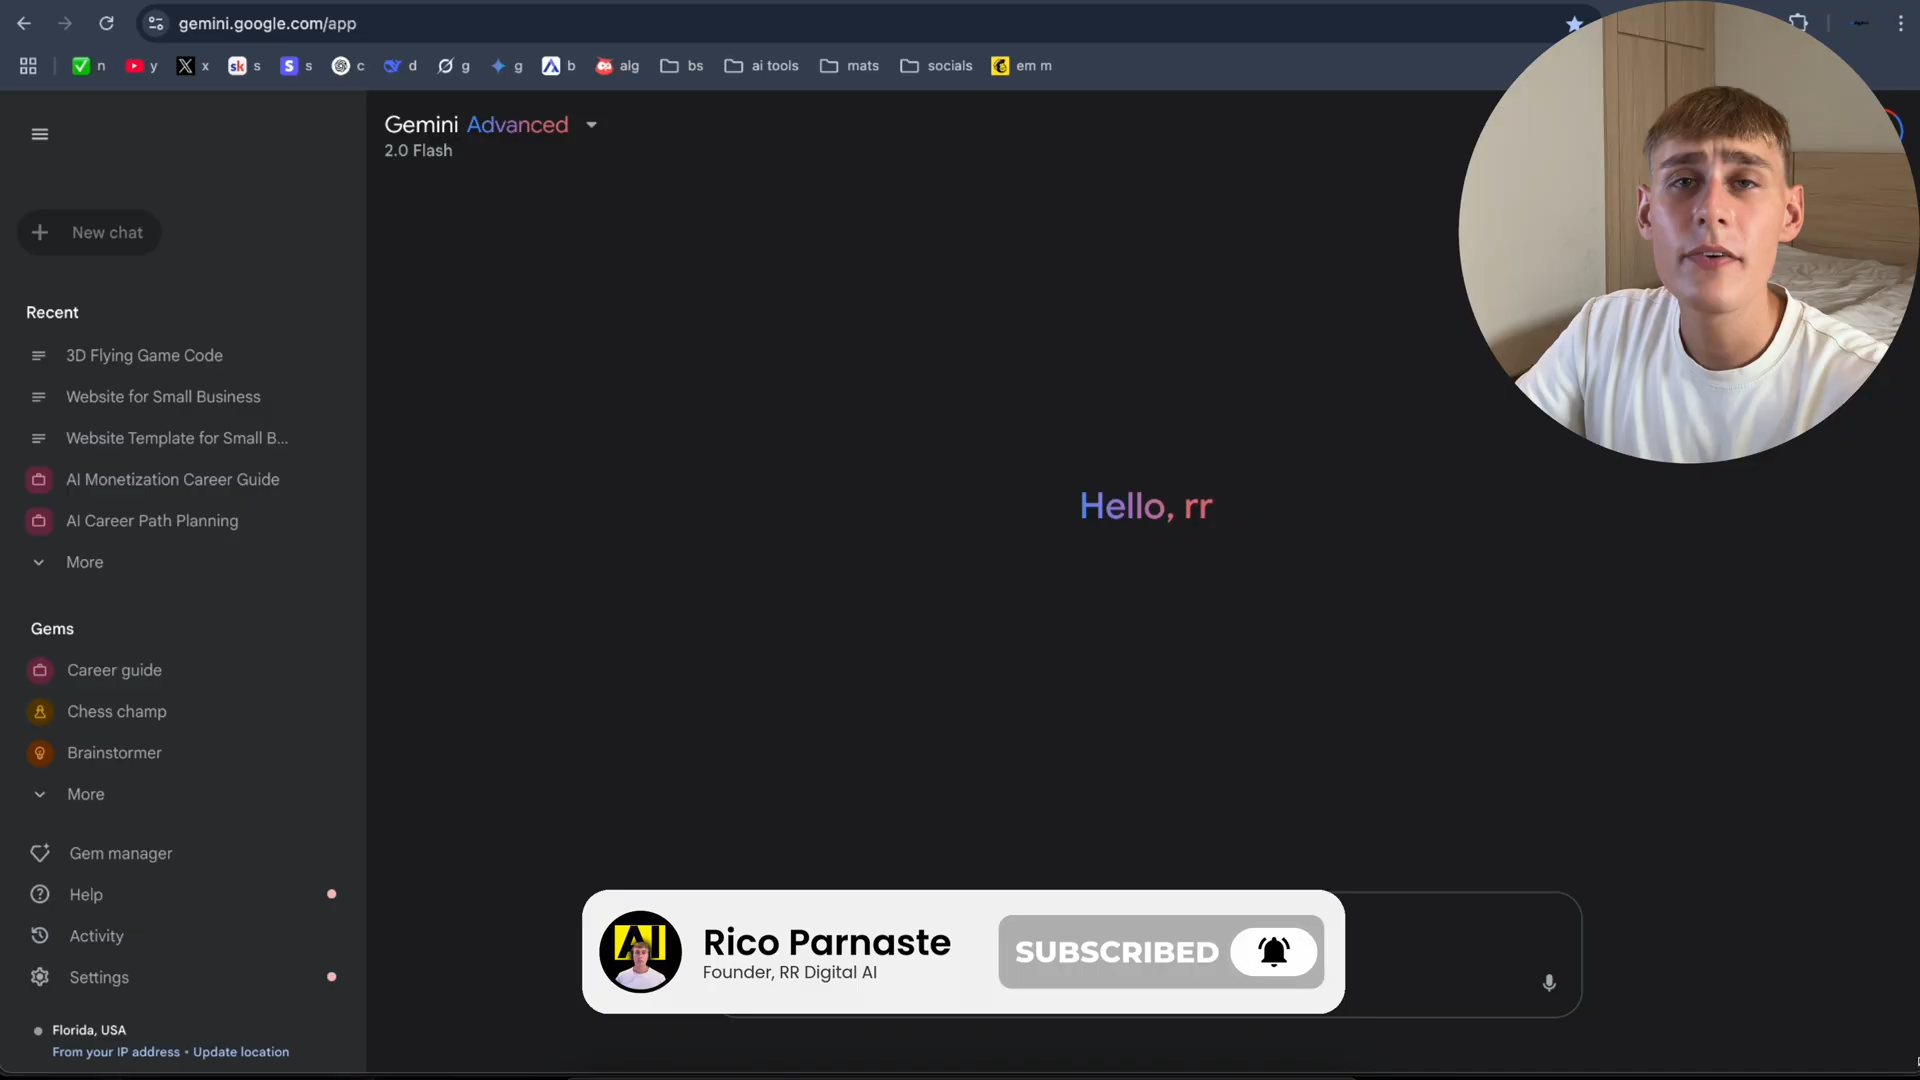 gemini.google.com/app
n y x s s c d g g b alg bs ai tools mats socials em m
Gemini Advanced
2.0 Flash
New chat
Recent
3D Flying Game Code
Website for Small Business
Website Template for Small B...
AI Monetization Career Guide
AI Career Path Planning
More
Hello, rr
Gems
Career guide
Chess champ
Brainstormer
More
Gem manager
Help
Activity
Settings
Florida, USA
From your IP address • Update location
AI
Rico Parnaste
Founder, RR Digital AI
SUBSCRIBED